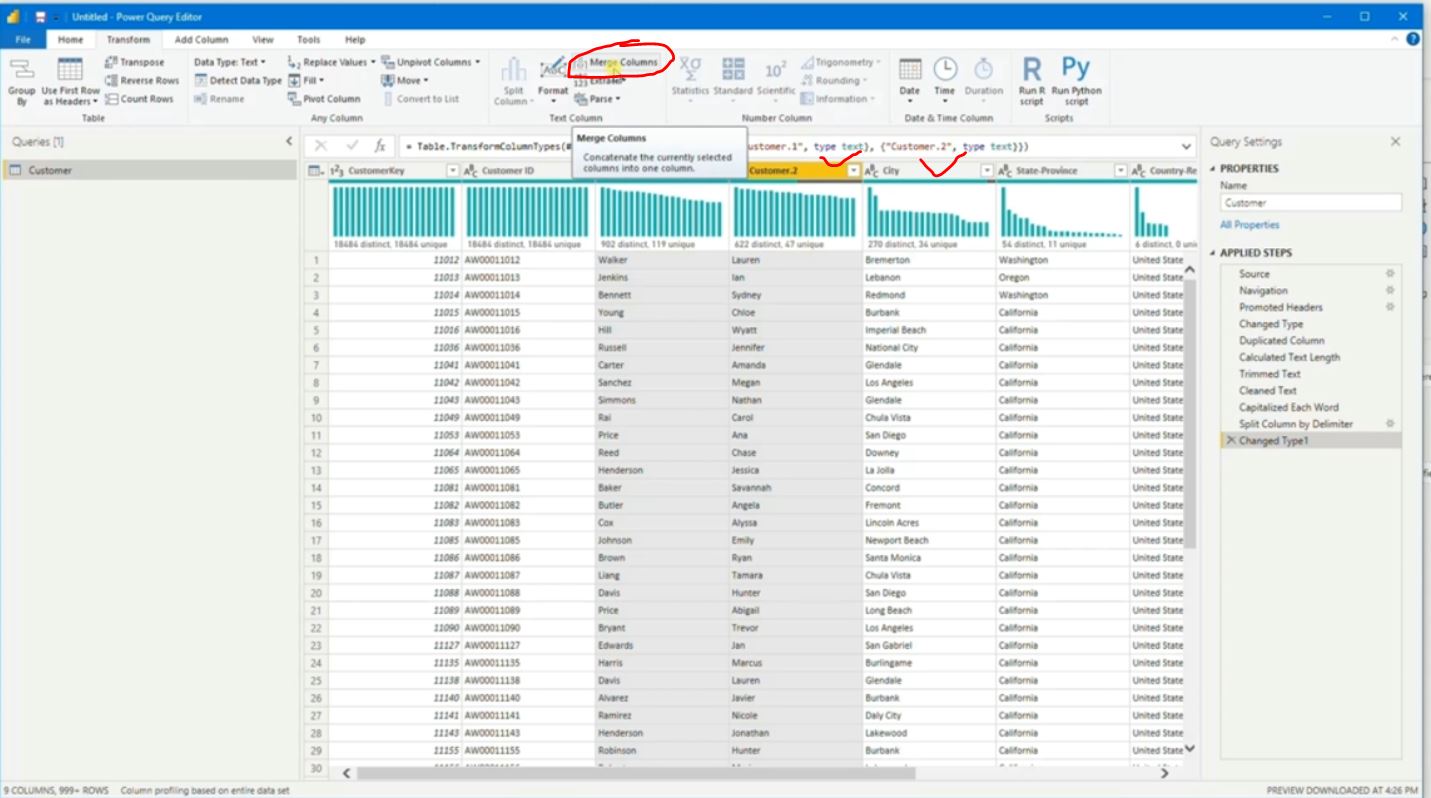 Untitled - Power Query Editor
File Home Transform Add Column View Tools Help
Group By
Use First Row as Headers
Transpose
Reverse Rows
Count Rows
Table
Data Type: Text
Detect Data Type
Rename
Replace Values
Fill
Pivot Column
Unpivot Columns
Move
Convert to List
Any Column
Split Column
Format
Merge Columns
Extract
Parse
Text Column
Statistics
Standard
Scientific
Trigonometry
Rounding
Information
Number Column
Date
Time
Duration
Date & Time Column
Run R script
Run Python script
Scripts
Merge Columns
Concatenate the currently selected
columns into one column.
Queries [1]
Customer
= Table.TransformColumnTypes(# ustomer.1", type text}, {"Customer.2", type text}})
CustomerKey Customer ID Customer.2 City State-Province Country-Re
18484 distinct, 18484 unique 18484 distinct, 18484 unique 902 distinct, 119 unique 622 distinct, 47 unique 270 distinct, 34 unique 54 distinct, 11 unique 6 distinct, 0 uni
1 11012 AW00011012 Walker Lauren Bremerton Washington United State
2 11013 AW00011013 Jenkins Ian Lebanon Oregon United State
3 11014 AW00011014 Bennett Sydney Redmond Washington United State
4 11015 AW00011015 Young Chloe Burbank California United State
5 11016 AW00011016 Hill Wyatt Imperial Beach California United State
6 11036 AW00011036 Russell Jennifer National City California United State
7 11041 AW00011041 Carter Amanda Glendale California United State
8 11042 AW00011042 Sanchez Megan Los Angeles California United State
9 11043 AW00011043 Simmons Nathan Glendale California United State
10 11049 AW00011049 Rai Carol Chula Vista California United State
11 11053 AW00011053 Price Ana San Diego California United State
12 11064 AW00011064 Reed Chase Downey California United State
13 11065 AW00011065 Henderson Jessica La Jolla California United State
14 11081 AW00011081 Baker Savannah Concord California United State
15 11082 AW00011082 Butler Angela Fremont California United State
16 11083 AW00011083 Cox Alyssa Lincoln Acres California United State
17 11085 AW00011085 Johnson Emily Newport Beach California United State
18 11086 AW00011086 Brown Ryan Santa Monica California United State
19 11087 AW00011087 Liang Tamara Chula Vista California United State
20 11088 AW00011088 Davis Hunter San Diego California United State
21 11089 AW00011089 Price Abigail Long Beach California United State
22 11090 AW00011090 Bryant Trevor Los Angeles California United State
23 11127 AW00011127 Edwards Jan San Gabriel California United State
24 11135 AW00011135 Harris Marcus Burlingame California United State
25 11138 AW00011138 Davis Lauren Glendale California United State
26 11140 AW00011140 Alvarez Javier Burbank California United State
27 11141 AW00011141 Ramirez Nicole Daly City California United State
28 11143 AW00011143 Henderson Jonathan Lakewood California United State
29 11155 AW00011155 Robinson Hunter Burbank California United State
30
Query Settings
PROPERTIES
Name
Customer
All Properties
APPLIED STEPS
Source
Navigation
Promoted Headers
Changed Type
Duplicated Column
Calculated Text Length
Trimmed Text
Cleaned Text
Capitalized Each Word
Split Column by Delimiter
Changed Type1
9 COLUMNS, 999+ ROWS Column profiling based on entire data set
PREVIEW DOWNLOADED AT 4:26 PM